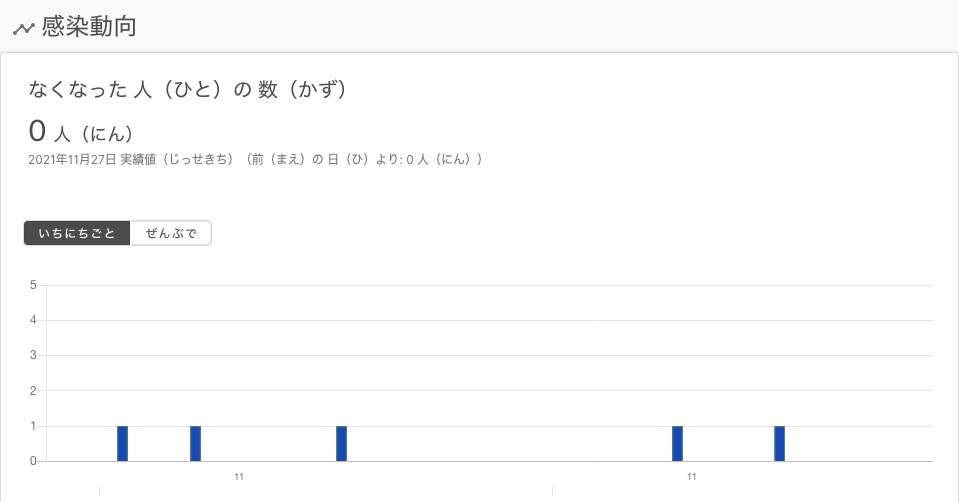 感染動向
なくなった 人（ひと）の 数（かず）
0 人（にん）
2021年11月27日 実績値（じっせきち）（前（まえ）の 日（ひ）より: 0 人（にん））
いちにちごと ぜんぶで
5
4
3
2
1
0
11 11